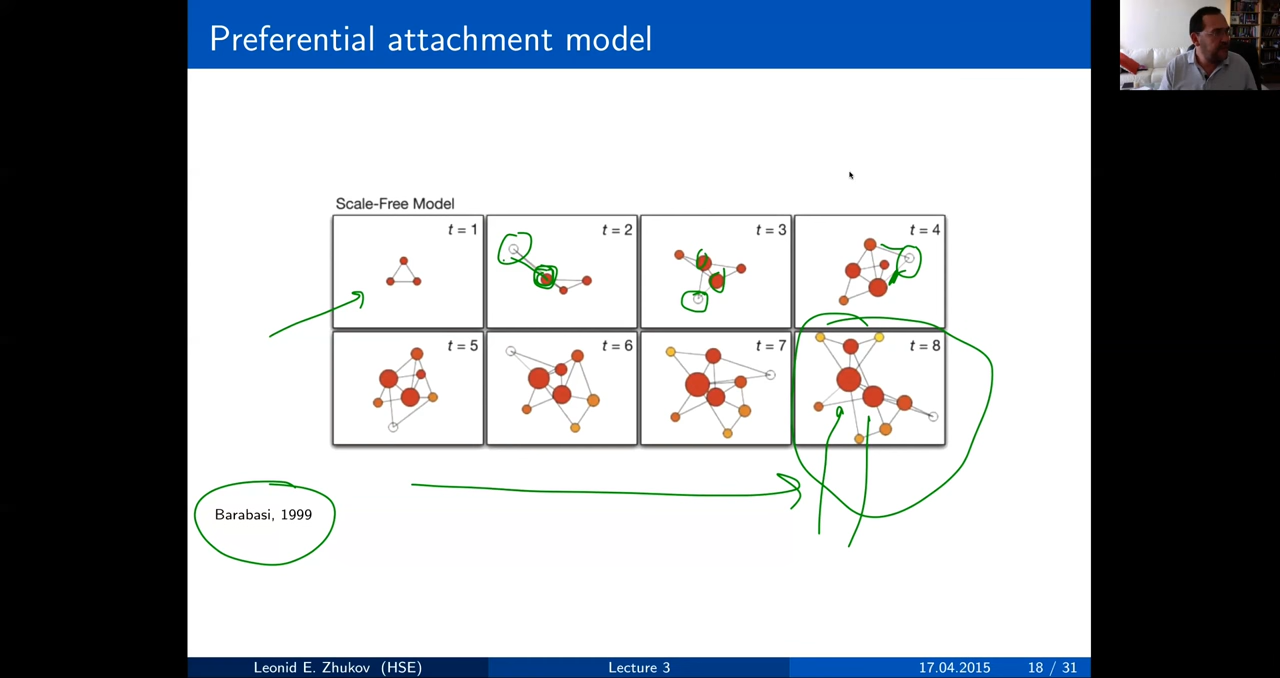 Preferential attachment model
Scale-Free Model
t = 1
t = 2
t = 3
t = 4
t = 5
t = 6
t = 7
t = 8
Barabasi, 1999
Leonid E. Zhukov (HSE)
Lecture 3
17.04.2015
18 / 31